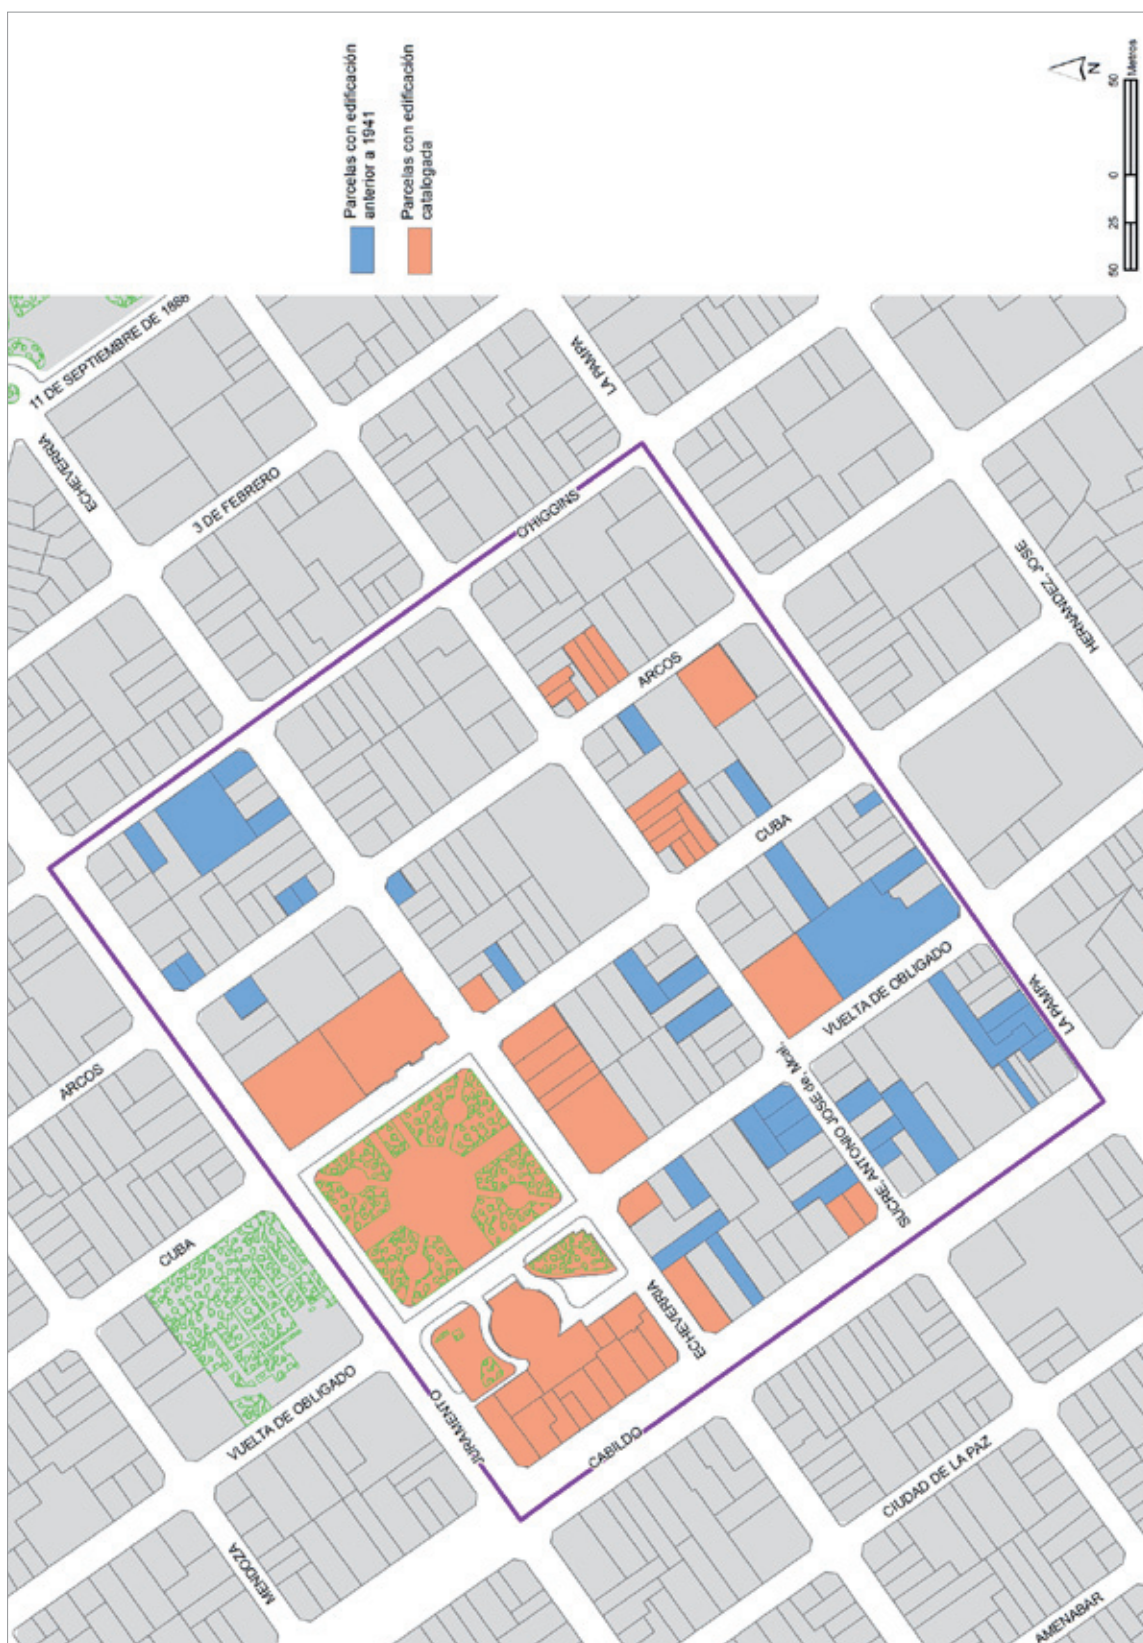 Parcelas con edificación
anterior a 1941
Parcelas con edificación
catalogada
N
50
25
0
50
Metros
11 DE SEPTIEMBRE DE 1888
ECHEVERRIA
3 DE FEBRERO
LA PAMPA
O'HIGGINS
HERNANDEZ, JOSE
ARCOS
CUBA
ARCOS
VUELTA DE OBLIGADO
LA PAMPA
SUCRE, ANTONIO JOSE de, Mcal.
CUBA
ECHEVERRIA
VUELTA DE OBLIGADO
JURAMENTO
CABILDO
CIUDAD DE LA PAZ
MENDOZA
AMENABAR